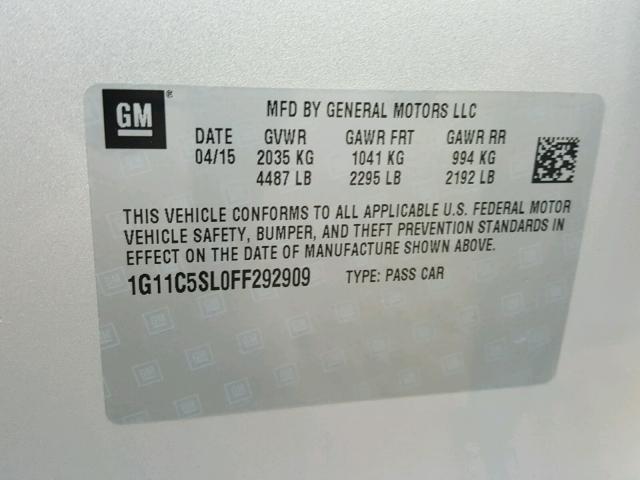 GM®
MFD BY GENERAL MOTORS LLC
DATE GVWR GAWR FRT GAWR RR
04/15 2035 KG 1041 KG 994 KG
4487 LB 2295 LB 2192 LB
THIS VEHICLE CONFORMS TO ALL APPLICABLE U.S. FEDERAL MOTOR
VEHICLE SAFETY, BUMPER, AND THEFT PREVENTION STANDARDS IN
EFFECT ON THE DATE OF MANUFACTURE SHOWN ABOVE.
1G11C5SL0FF292909 TYPE: PASS CAR